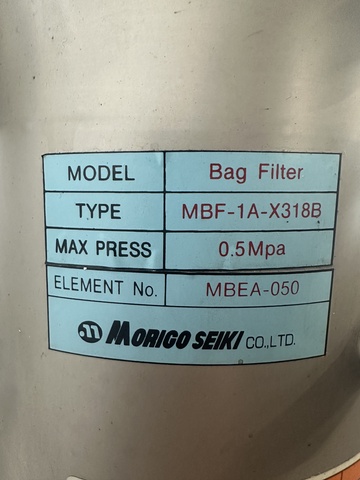 MODEL Bag Filter
TYPE MBF-1A-X318B
MAX PRESS 0.5Mpa
ELEMENT No. MBEA-050
MORIGO SEIKI CO.,LTD.